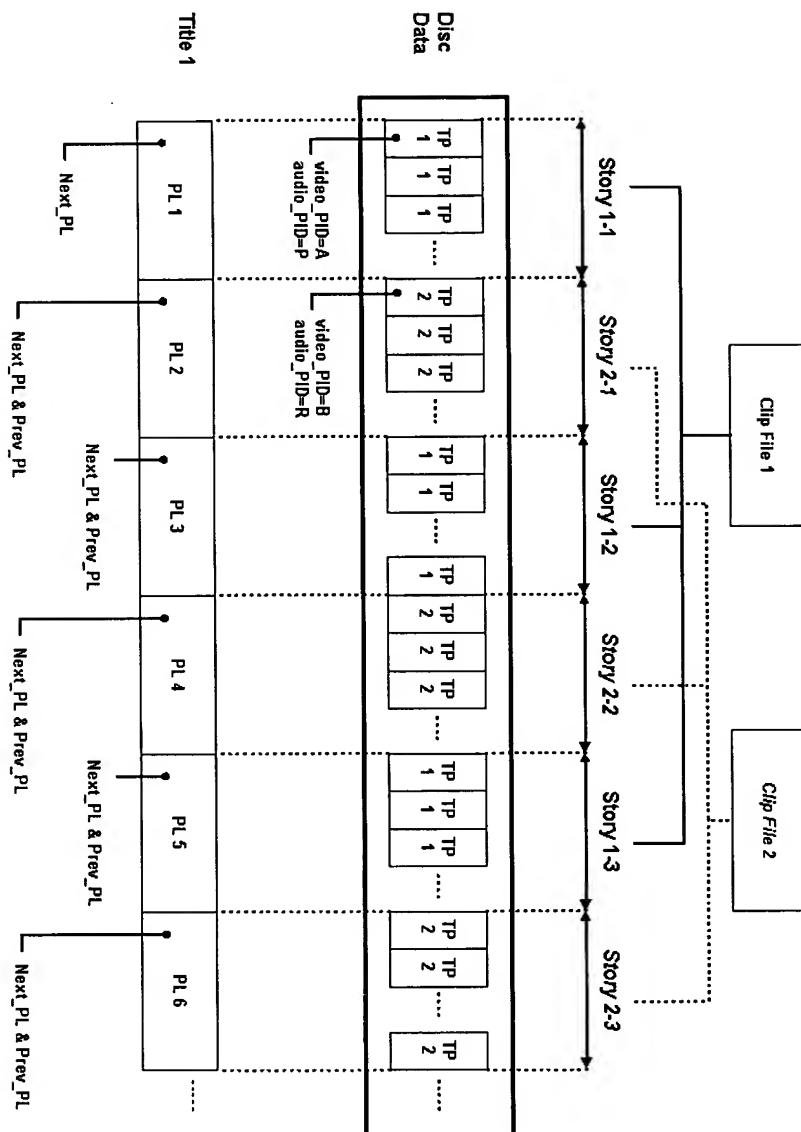 Clip File 1
Clip File 2
Story 1-1
Story 2-1
Story 1-2
Story 2-2
Story 1-3
Story 2-3
Disc
Data
TP
1
TP
1
TP
1
.....
TP
2
TP
2
TP
2
.....
TP
1
TP
1
.....
TP
1
TP
2
TP
2
TP
2
.....
TP
1
TP
1
TP
1
.....
TP
2
TP
2
.....
TP
2
.....
video_PID=A
audio_PID=P
video_PID=B
audio_PID=R
Title 1
PL 1
PL 2
PL 3
PL 4
PL 5
PL 6
.....
Next_PL
Next_PL & Prev_PL
Next_PL & Prev_PL
Next_PL & Prev_PL
Next_PL & Prev_PL
Next_PL & Prev_PL